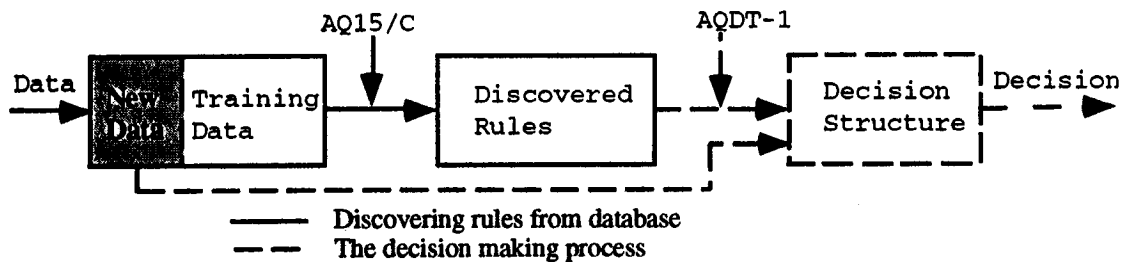 AQ15/C
AQDT-1
Data
New
Data
Training
Data
Discovered
Rules
Decision
Structure
Decision
Discovering rules from database
The decision making process